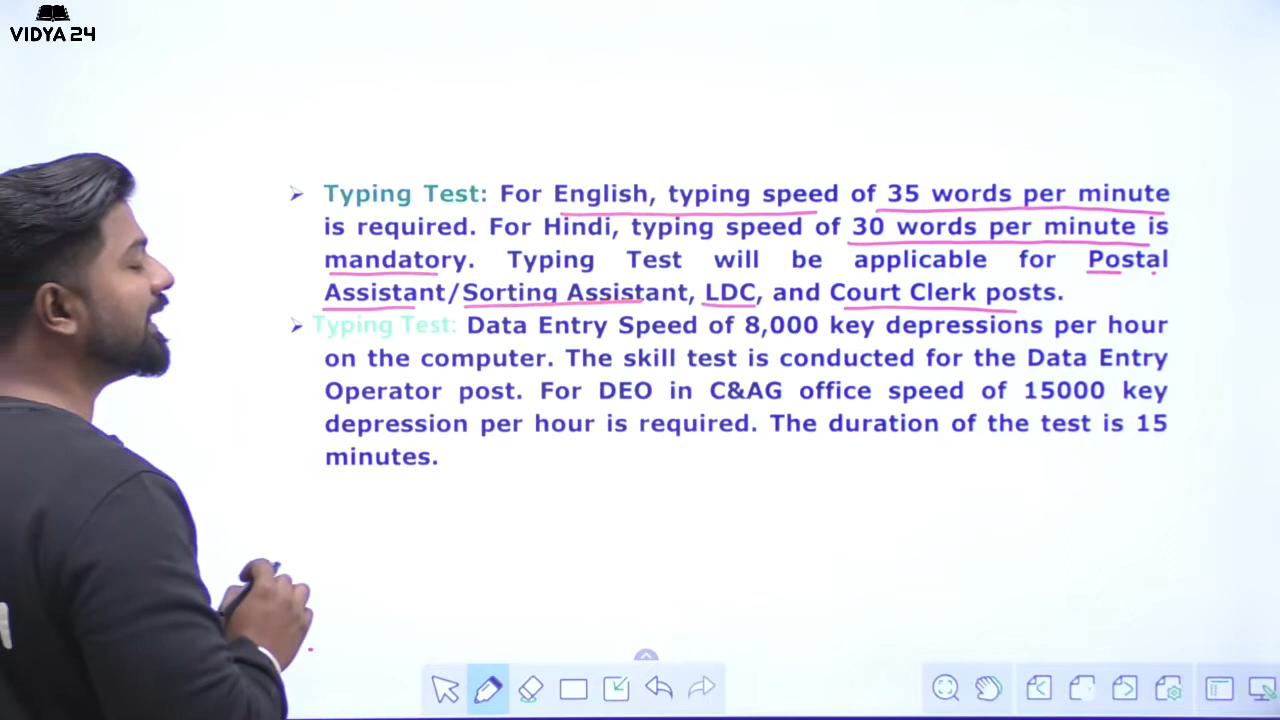 VIDYA 24
➢ Typing Test: For English, typing speed of 35 words per minute
is required. For Hindi, typing speed of 30 words per minute is
mandatory. Typing Test will be applicable for Postal
Assistant/Sorting Assistant, LDC, and Court Clerk posts.
➢ Typing Test: Data Entry Speed of 8,000 key depressions per hour
on the computer. The skill test is conducted for the Data Entry
Operator post. For DEO in C&AG office speed of 15000 key
depression per hour is required. The duration of the test is 15
minutes.